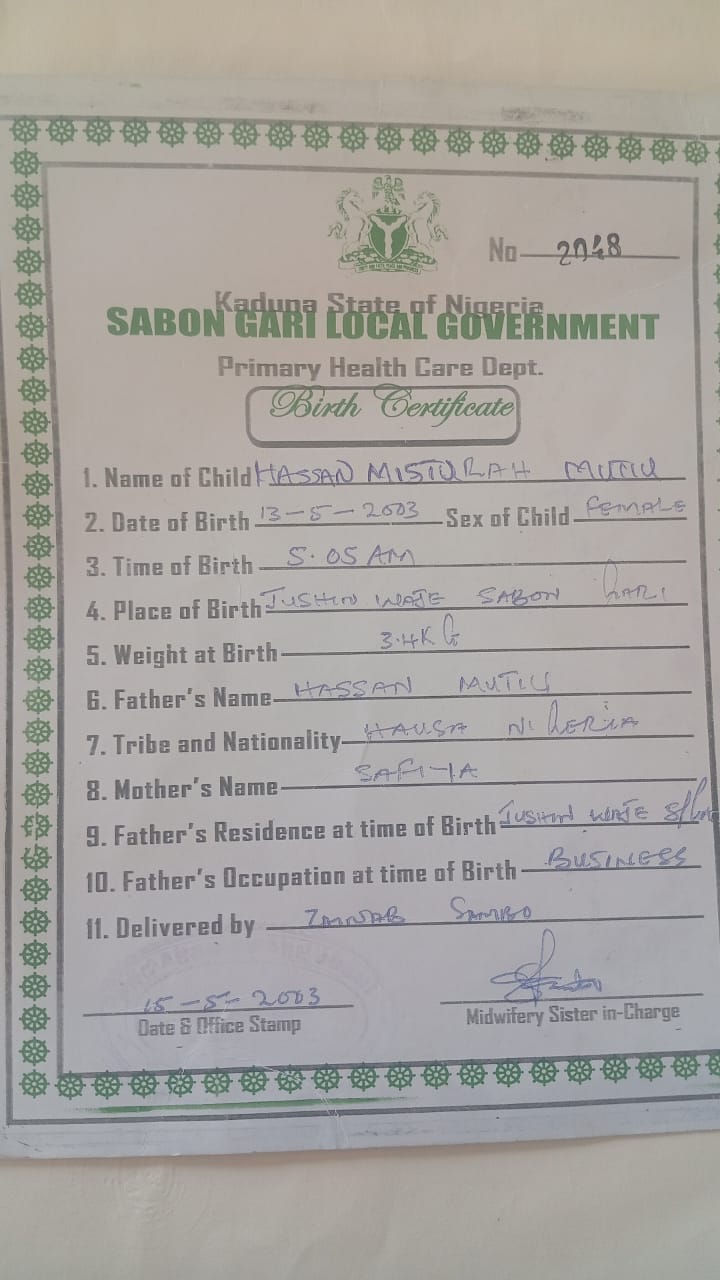 No 2048
Kaduna State of Nigeria
SABON GARI LOCAL GOVERNMENT
Primary Health Care Dept.
Birth Certificate
1. Name of Child HASSAN MISTURAH MUTIU
2. Date of Birth 13-5-2003 Sex of Child FEMALE
3. Time of Birth 5.05 AM
4. Place of Birth TUSHIN WAJE SABON GARI
5. Weight at Birth 3.4KG
6. Father's Name HASSAN MUTIU
7. Tribe and Nationality HAUSA NIGERIA
8. Mother's Name
9. Father's Residence at time of Birth TUSHIN WAJE
10. Father's Occupation at time of Birth BUSINESS
11. Delivered by ZAINAB SAMBO
15-5-2003
Date & Office Stamp Midwifery Sister in-Charge